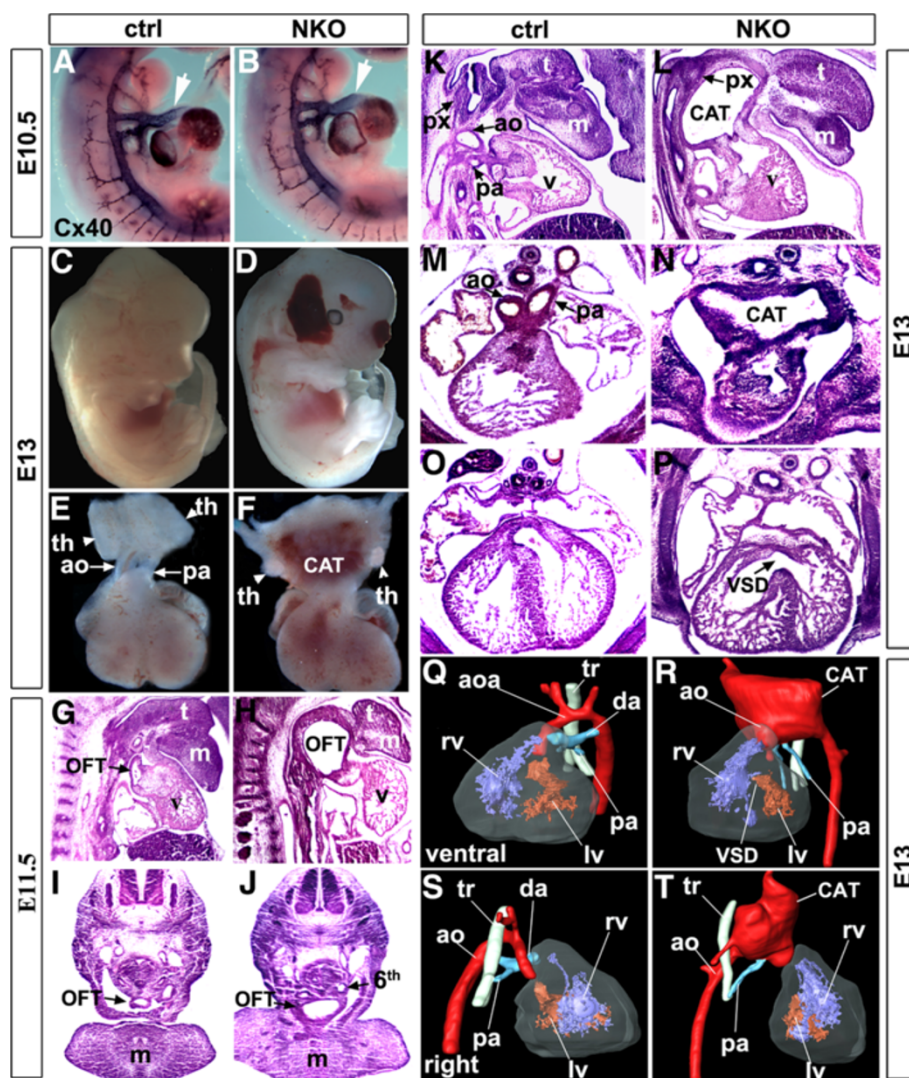 ctrl NKO ctrl NKO
E10.5
A B
Cx40
E13
C D
E F
th th
ao pa
CAT
th th
E11.5
G H
t t
m m
OFT OFT
v v
I J
OFT OFT 6th
m m
E13
K L
t t
px px
CAT
m m
ao
pa
v v
M N
ao pa
CAT
O P
VSD
E13
Q R
tr
aoa da
ao CAT
rv rv
pa pa
ventral lv VSD lv
S T
tr da tr CAT
ao rv ao rv
pa pa
right lv